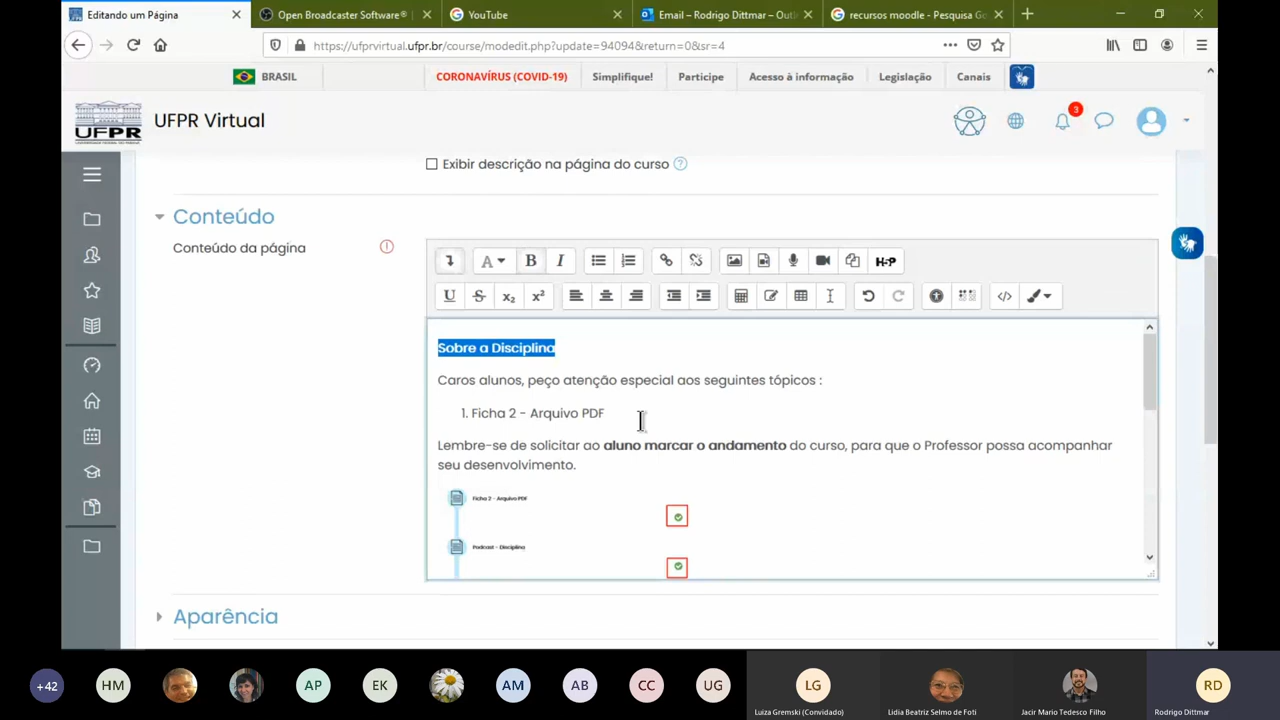 Editando um Página
Open Broadcaster Software®
YouTube
Email – Rodrigo Dittmar – Outl
recursos moodle - Pesquisa Go
https://ufprvirtual.ufpr.br/course/modedit.php?update=94094&return=0&sr=4
BRASIL
CORONAVÍRUS (COVID-19)
Simplifique!
Participe
Acesso à informação
Legislação
Canais
UFPR
UFPR Virtual
3
Exibir descrição na página do curso
Conteúdo
Conteúdo da página
A
B
I
H-P
U
S
x₂
x²
</>
Sobre a Disciplina
Caros alunos, peço atenção especial aos seguintes tópicos :
1. Ficha 2 - Arquivo PDF
Lembre-se de solicitar ao aluno marcar o andamento do curso, para que o Professor possa acompanhar
seu desenvolvimento.
Ficha 2 - Arquivo PDF
Podcast - Disciplina
Aparência
+42
HM
AP
EK
AM
AB
CC
UG
LG
RD
Luiza Gremski (Convidado)
Lidia Beatriz Selmo de Foti
Jacir Mario Tedesco Filho
Rodrigo Dittmar